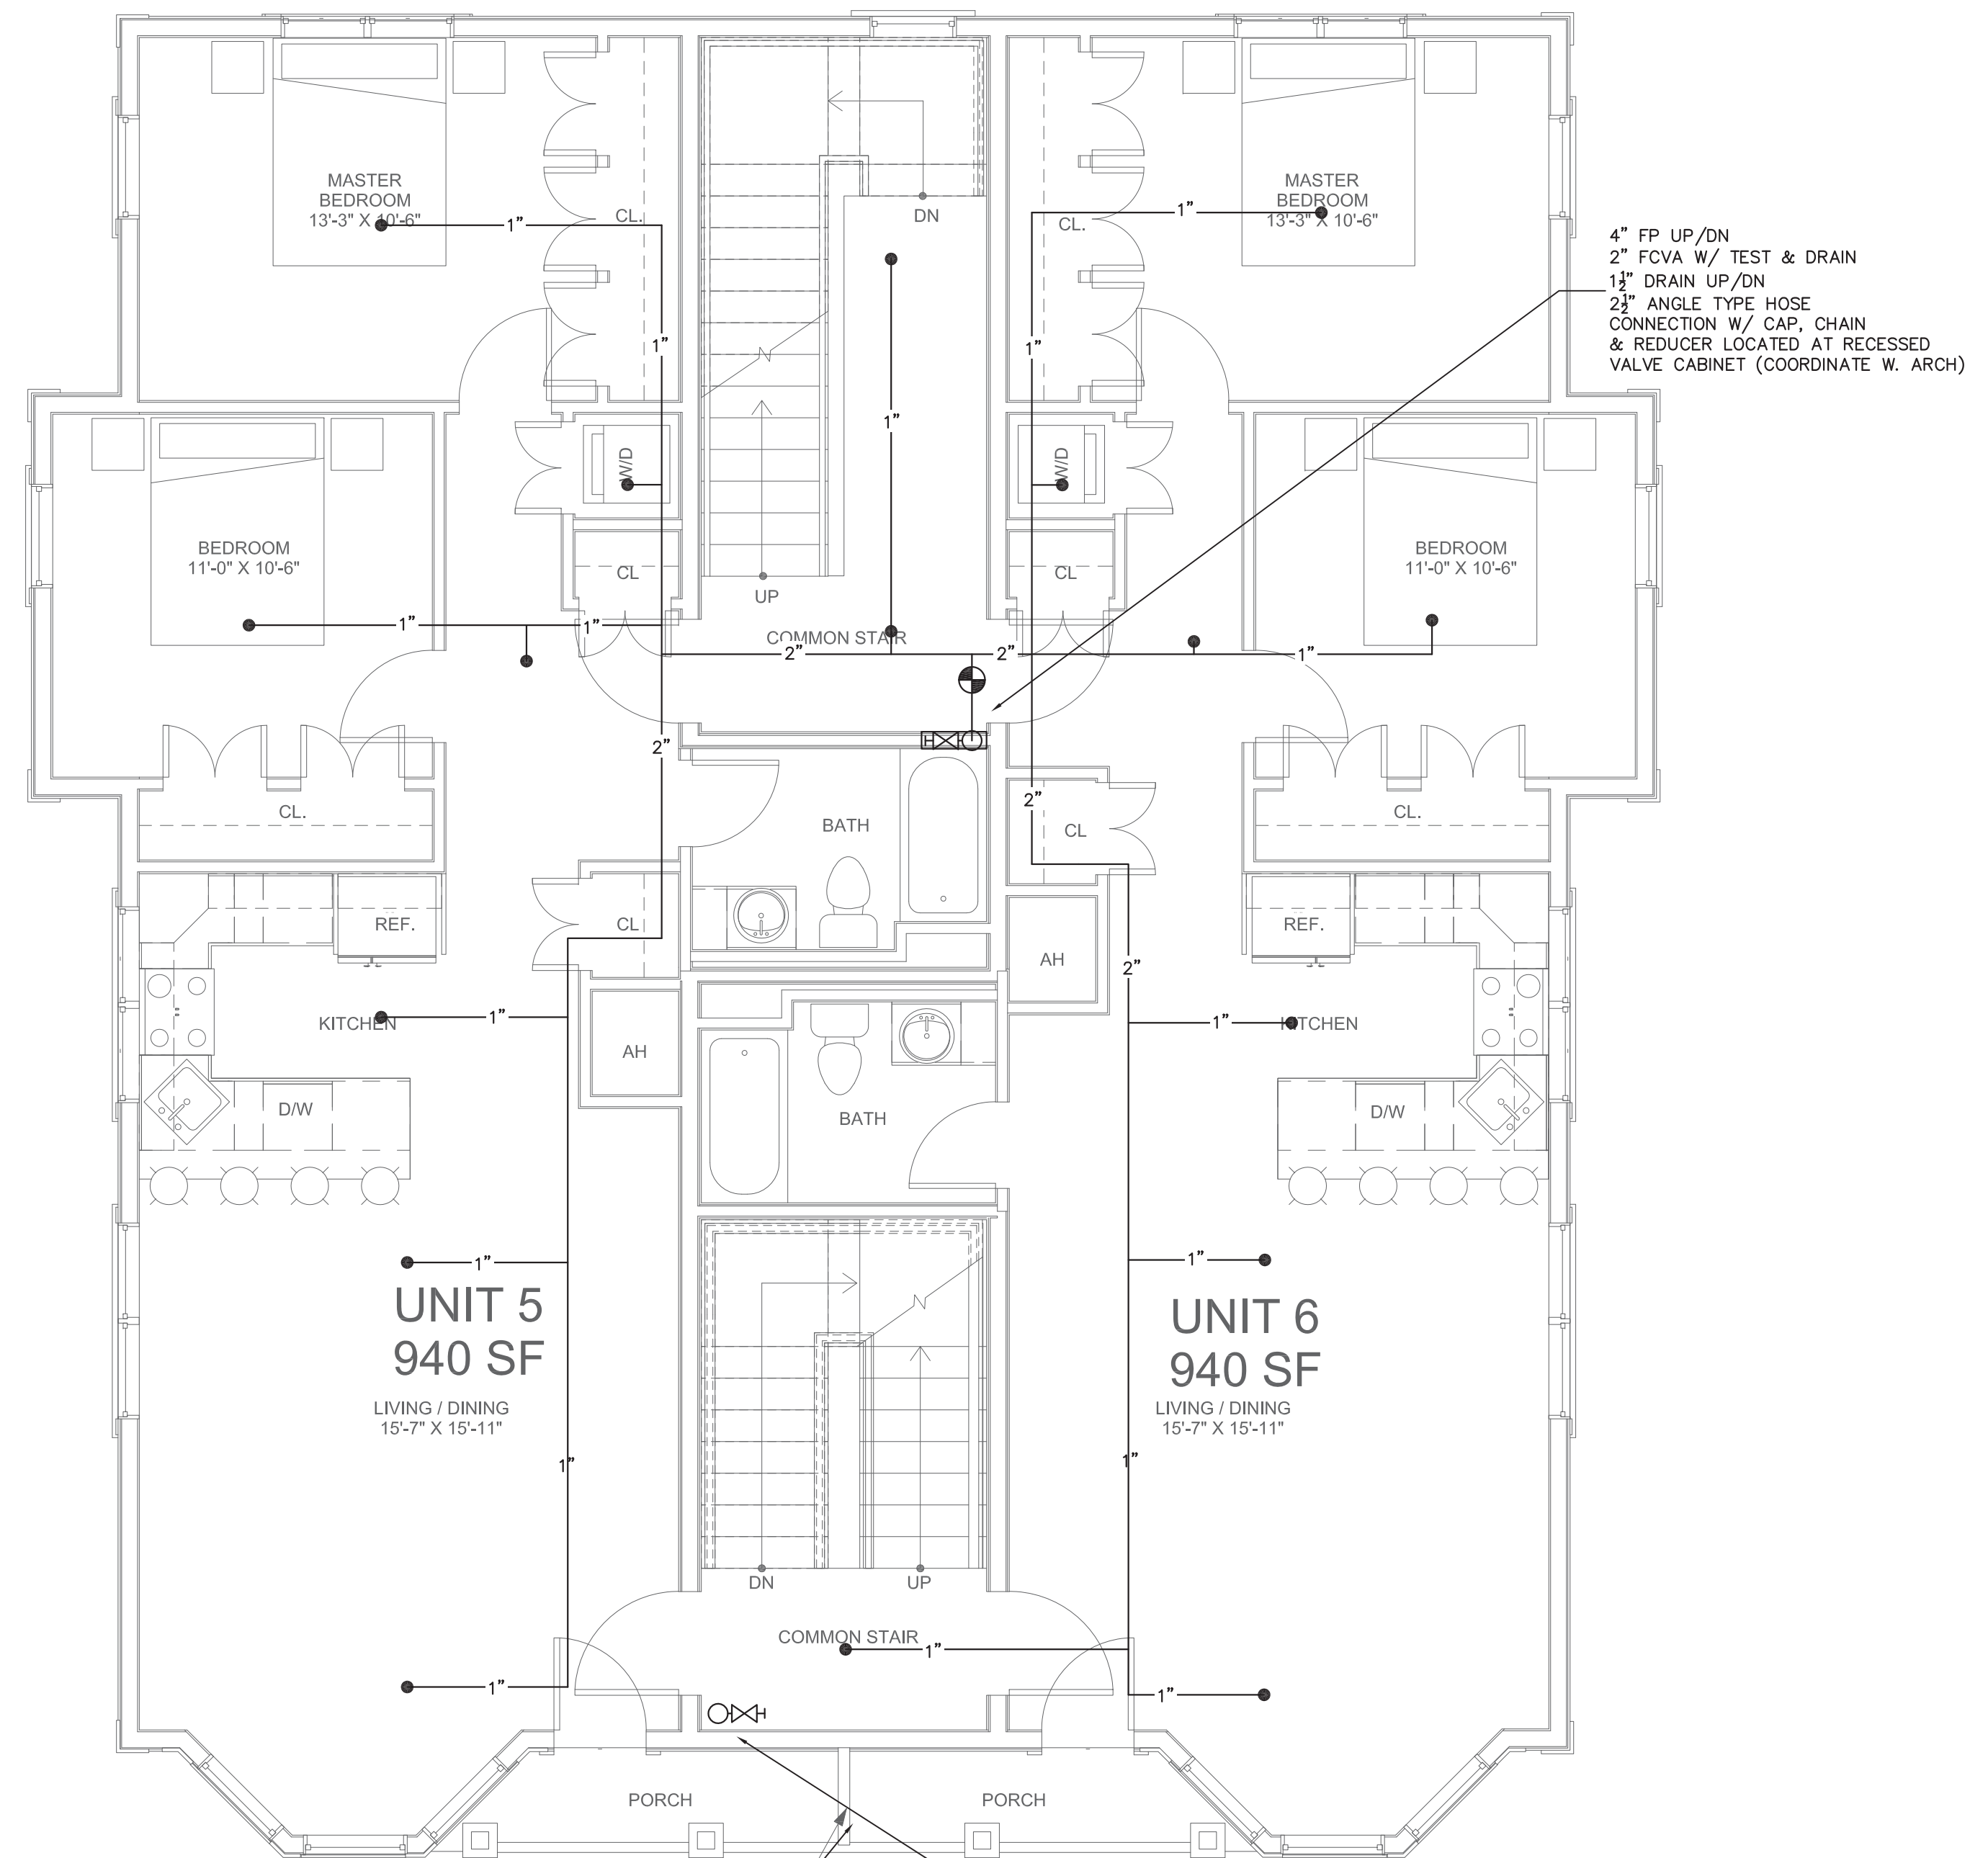 MASTER
BEDROOM
13'-3" X 10'-6"
1"
CL.
DN
CL.
1"
MASTER
BEDROOM
13'-3" X 10'-6"
4" FP UP/DN
2" FCVA W/ TEST & DRAIN
1½" DRAIN UP/DN
2½" ANGLE TYPE HOSE
CONNECTION W/ CAP, CHAIN
& REDUCER LOCATED AT RECESSED
VALVE CABINET (COORDINATE W. ARCH)
1"
1"
1"
W/D
W/D
BEDROOM
11'-0" X 10'-6"
CL
UP
CL
BEDROOM
11'-0" X 10'-6"
1"
1"
COMMON STAIR
2"
2"
1"
2"
2"
CL.
BATH
CL
CL.
REF.
CL
AH
2"
REF.
KITCHEN
1"
1"
KITCHEN
AH
D/W
BATH
D/W
1"
1"
UNIT 5
940 SF
LIVING / DINING
15'-7" X 15'-11"
UNIT 6
940 SF
LIVING / DINING
15'-7" X 15'-11"
1"
1"
DN
UP
COMMON STAIR
1"
1"
1"
PORCH
PORCH